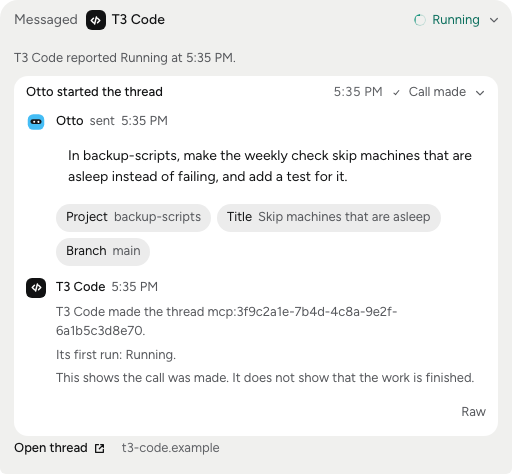 Messaged T3 Code Running
T3 Code reported Running at 5:35 PM.
Otto started the thread 5:35 PM ✓ Call made
Otto sent 5:35 PM
In backup-scripts, make the weekly check skip machines that are
asleep instead of failing, and add a test for it.
Project backup-scripts Title Skip machines that are asleep
Branch main
T3 Code 5:35 PM
T3 Code made the thread mcp:3f9c2a1e-7b4d-4c8a-9e2f-
6a1b5c3d8e70.
Its first run: Running.
This shows the call was made. It does not show that the work is finished.
Raw
Open thread t3-code.example